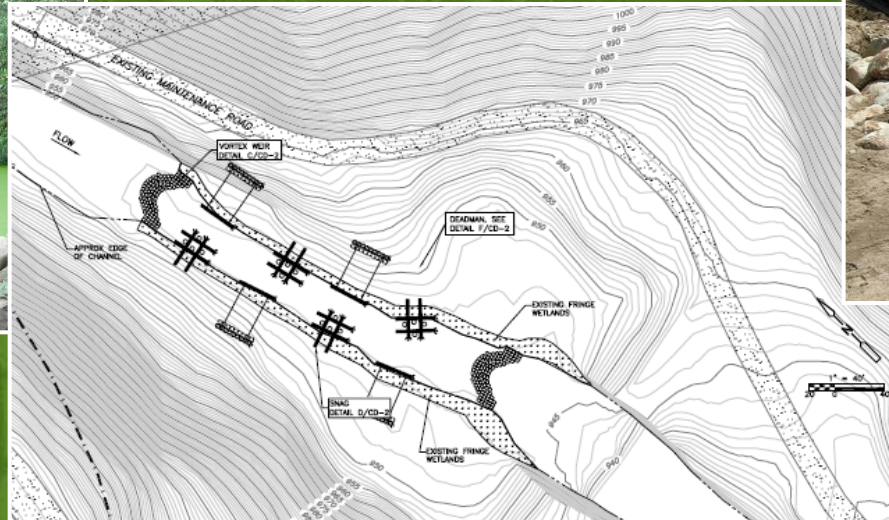 1000
995
990
985
980
975
970
965
EXISTING MAINTENANCE ROAD
FLOW
VORTEX WEIR
DETAIL C/CD-2
960
955
950
DEADMAN, SEE
DETAIL F/CD-2
APPROX EDGE
OF CHANNEL
EXISTING FRINGE
WETLANDS
N
1" = 40'
20 0 40
SNAG
DETAIL D/CD-2
945
EXISTING FRINGE
WETLANDS
950
940